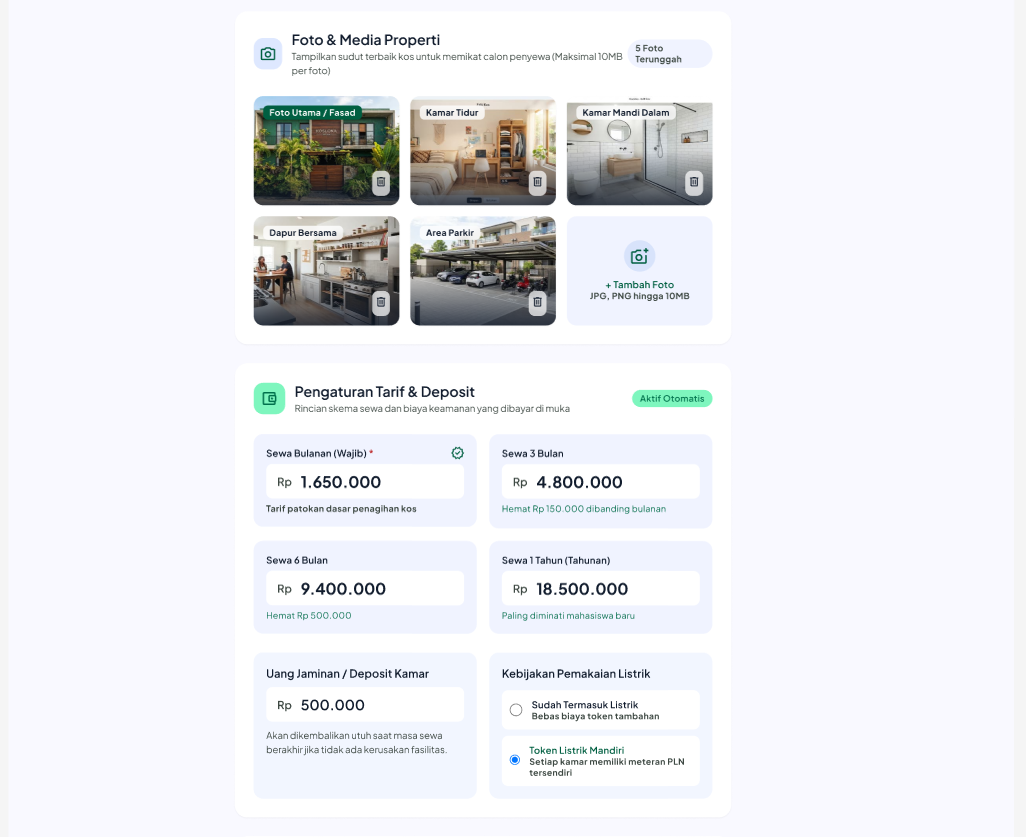 Foto & Media Properti
Tampilkan sudut terbaik kos untuk memikat calon penyewa (Maksimal 10MB
per foto)
5 Foto
Terunggah
Foto Utama / Fasad
Kamar Tidur
Kamar Mandi Dalam
Dapur Bersama
Area Parkir
+ Tambah Foto
JPG, PNG hingga 10MB
Pengaturan Tarif & Deposit
Rincian skema sewa dan biaya keamanan yang dibayar di muka
Aktif Otomatis
Sewa Bulanan (Wajib) *
Rp 1.650.000
Tarif patokan dasar penagihan kos
Sewa 3 Bulan
Rp 4.800.000
Hemat Rp 150.000 dibanding bulanan
Sewa 6 Bulan
Rp 9.400.000
Hemat Rp 500.000
Sewa 1 Tahun (Tahunan)
Rp 18.500.000
Paling diminati mahasiswa baru
Uang Jaminan / Deposit Kamar
Rp 500.000
Akan dikembalikan utuh saat masa sewa
berakhir jika tidak ada kerusakan fasilitas.
Kebijakan Pemakaian Listrik
Sudah Termasuk Listrik
Bebas biaya token tambahan
Token Listrik Mandiri
Setiap kamar memiliki meteran PLN
tersendiri